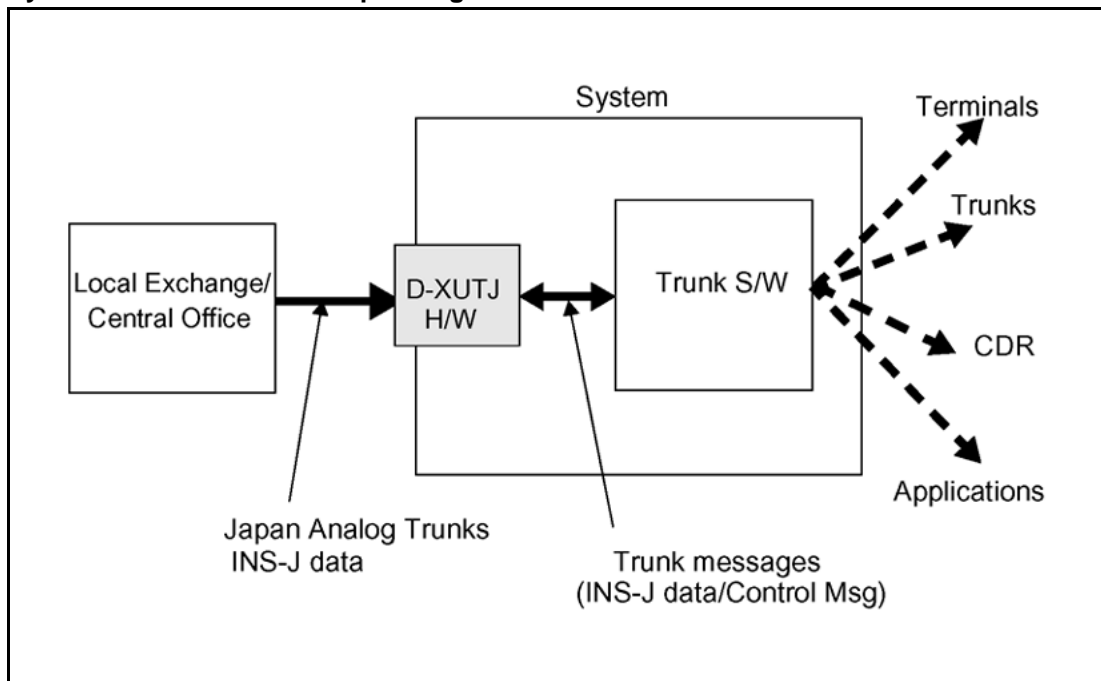 System
Terminals
Trunks
Local Exchange/
Central Office
D-XUTJ
H/W
Trunk S/W
CDR
Applications
Japan Analog Trunks
INS-J data
Trunk messages
(INS-J data/Control Msg)